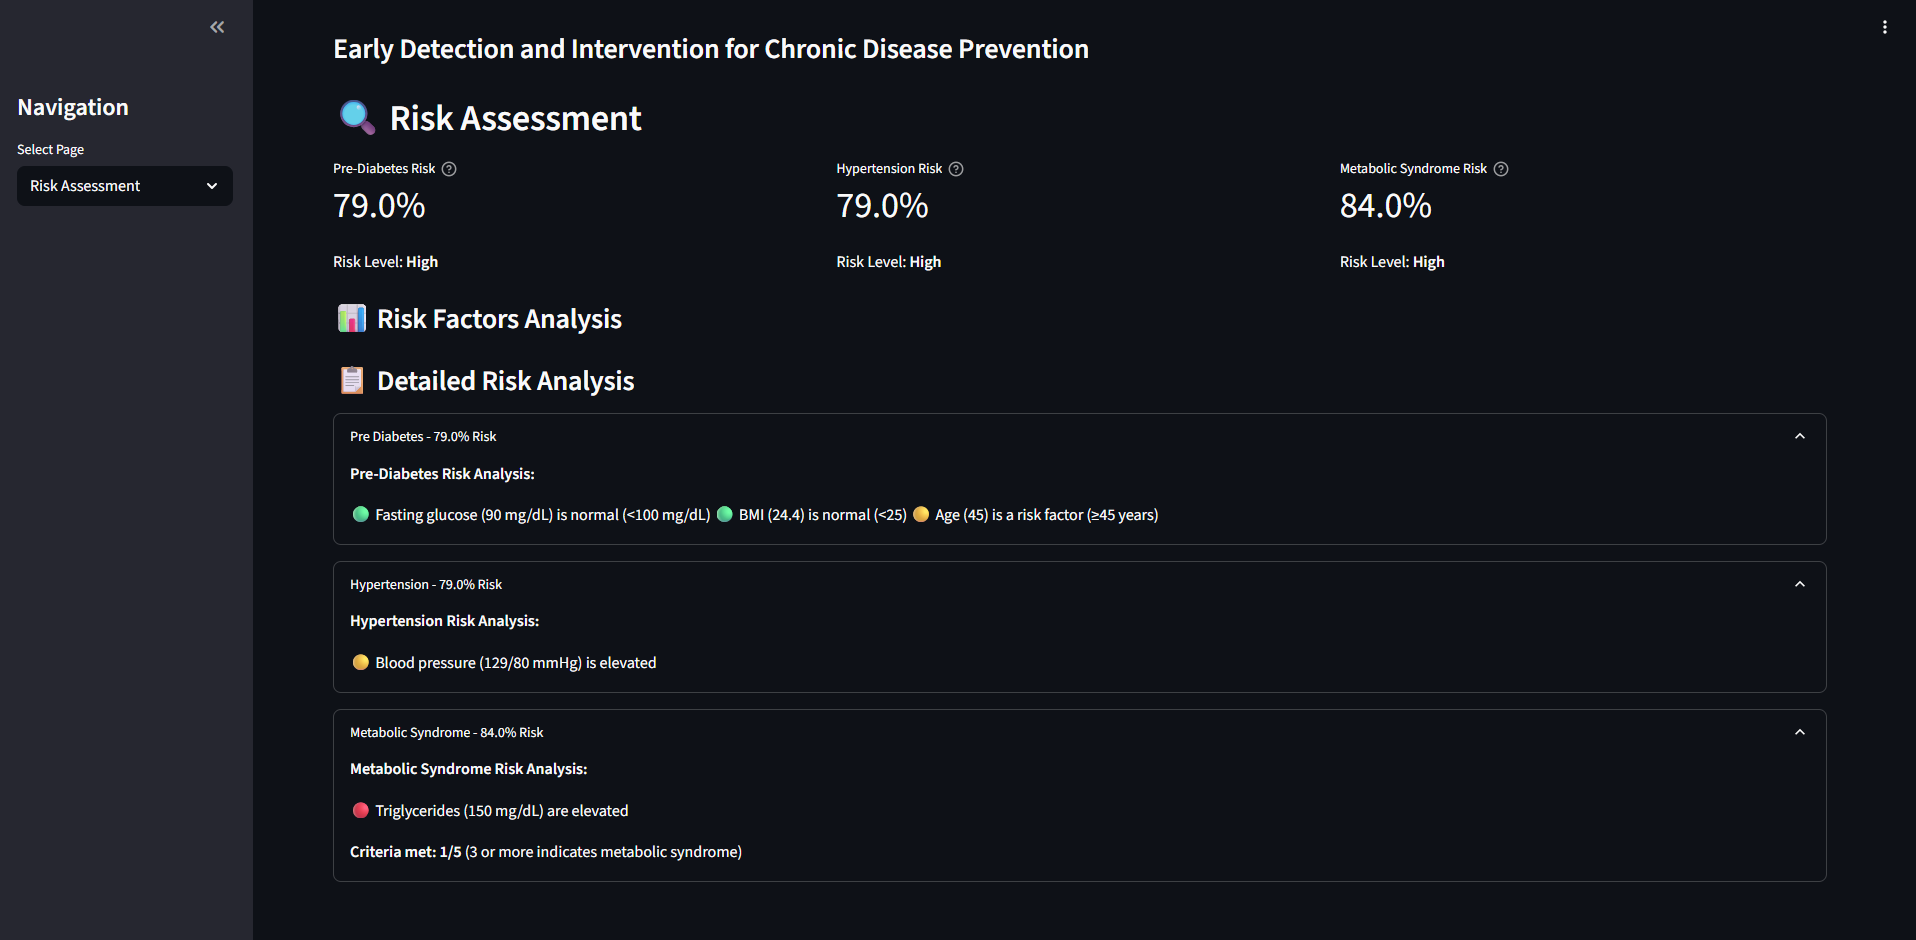 Navigation
Select Page
Risk Assessment
Early Detection and Intervention for Chronic Disease Prevention
Risk Assessment
Pre-Diabetes Risk
79.0%
Risk Level: High
Hypertension Risk
79.0%
Risk Level: High
Metabolic Syndrome Risk
84.0%
Risk Level: High
Risk Factors Analysis
Detailed Risk Analysis
Pre Diabetes - 79.0% Risk
Pre-Diabetes Risk Analysis:
Fasting glucose (90 mg/dL) is normal (<100 mg/dL) BMI (24.4) is normal (<25) Age (45) is a risk factor (≥45 years)
Hypertension - 79.0% Risk
Hypertension Risk Analysis:
Blood pressure (129/80 mmHg) is elevated
Metabolic Syndrome - 84.0% Risk
Metabolic Syndrome Risk Analysis:
Triglycerides (150 mg/dL) are elevated
Criteria met: 1/5 (3 or more indicates metabolic syndrome)